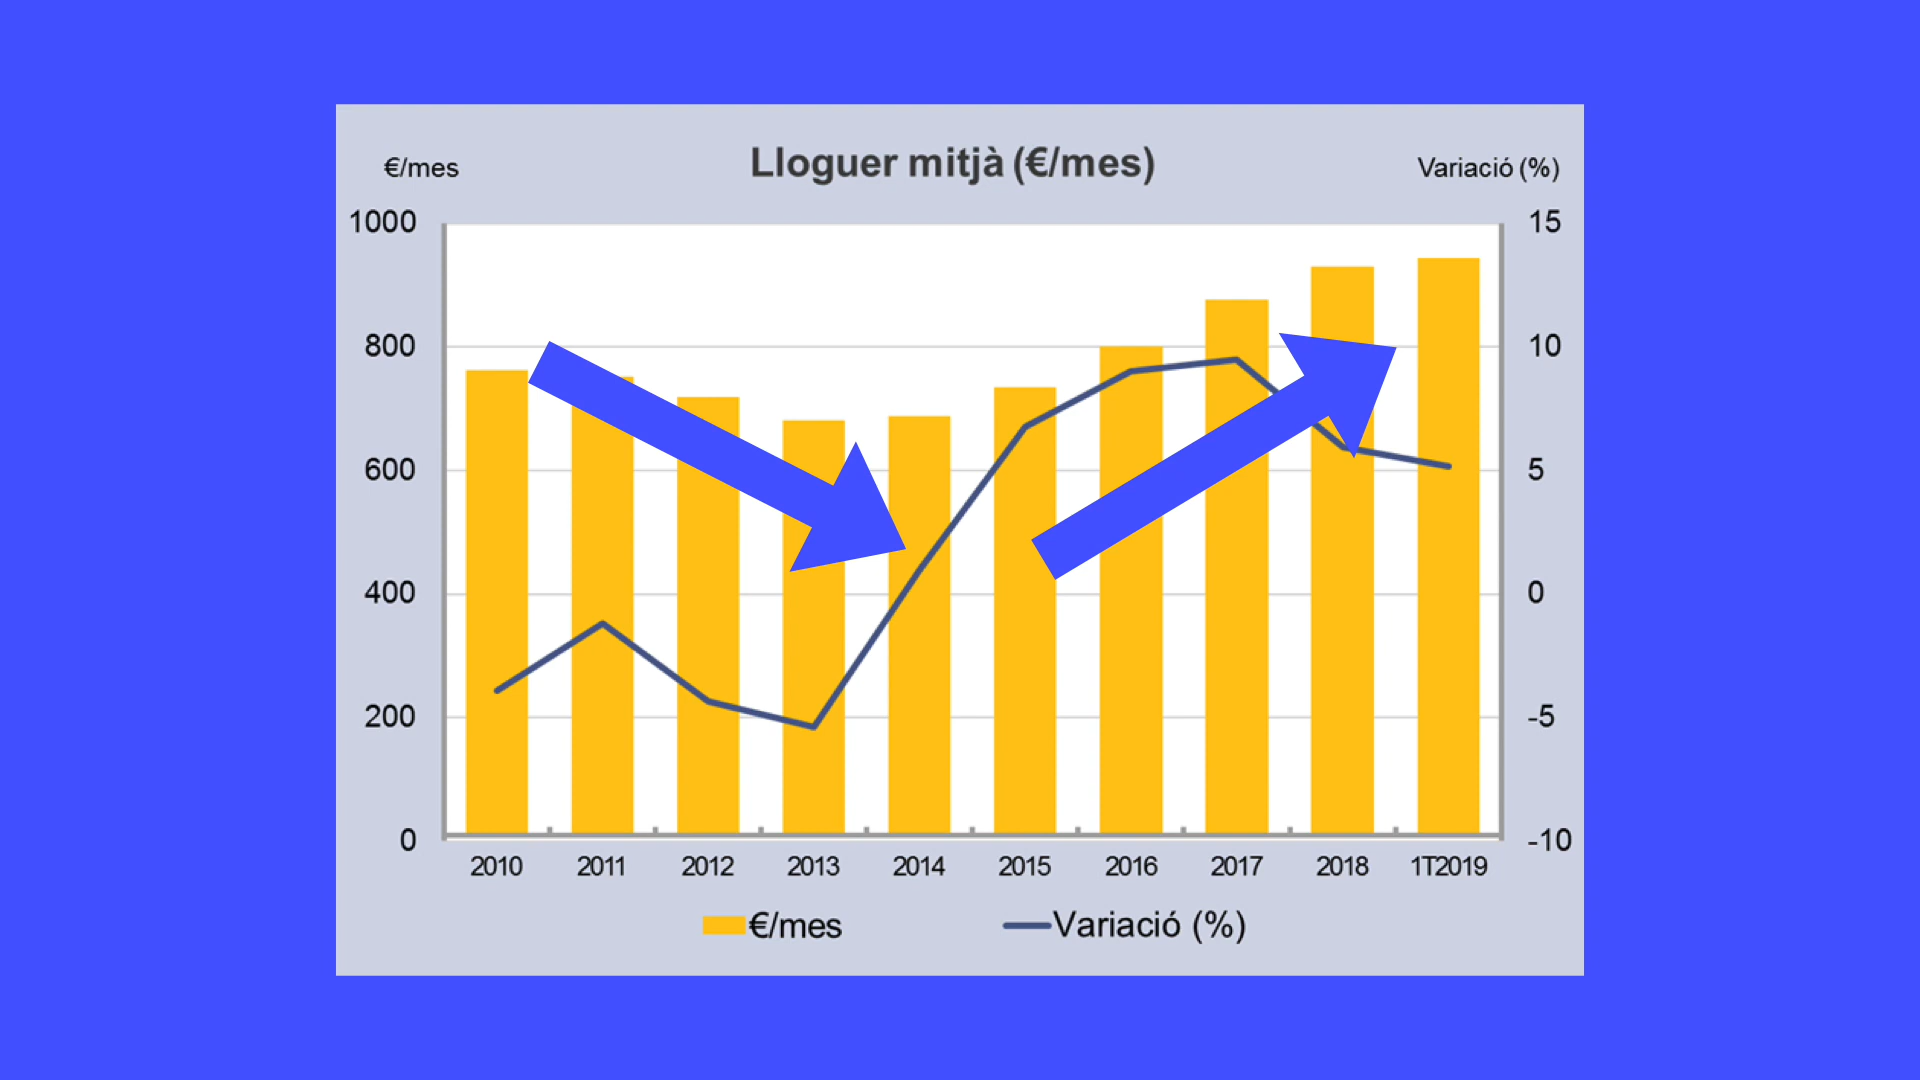 Lloguer mitjà (€/mes)
€/mes
Variació (%)
1000
800
600
400
200
0
15
10
5
0
-5
-10
2010 2011 2012 2013 2014 2015 2016 2017 2018 1T2019
€/mes Variació (%)